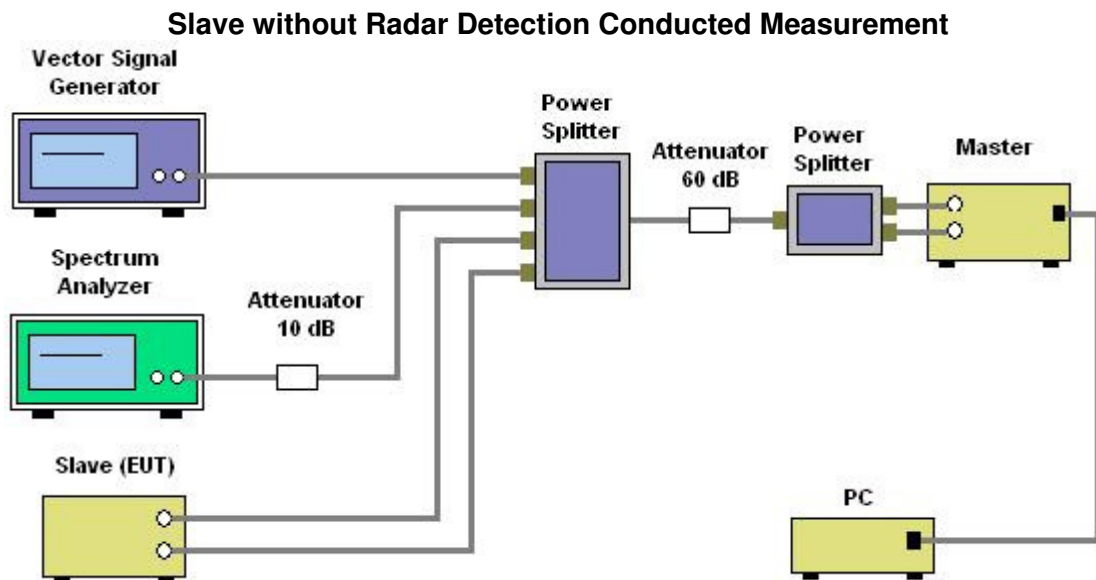 Slave without Radar Detection Conducted Measurement
Vector Signal
Generator
Power
Splitter
Attenuator
60 dB
Power
Splitter
Master
Spectrum
Analyzer
Attenuator
10 dB
Slave (EUT)
PC